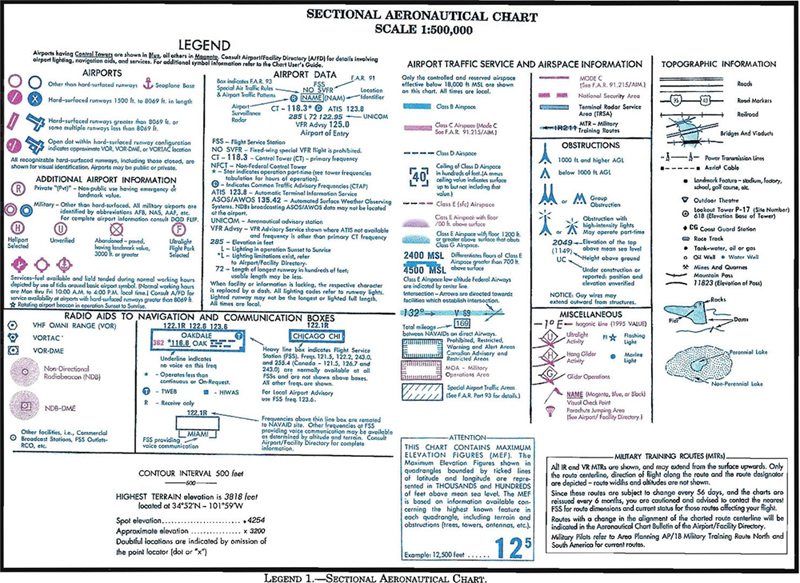 SECTIONAL AERONAUTICAL CHART
SCALE 1:500,000
LEGEND
Airports having Control Towers are shown in Blue, all others in Magenta. Consult Airport/Facility Directory (A/FD) for details involving
airport lighting, navigation aids, and services. For additional symbol information refer to the Chart User's Guide.
AIRPORTS
Other than hard-surfaced runways
Seaplane Base
Hard-surfaced runways 1500 ft. to 8069 ft. in length
Hard-surfaced runways greater than 8069 ft. or
some multiple runways less than 8069 ft.
Open dot within hard-surfaced runway configuration
indicates approximate VOR, VOR-DME, or VORTAC location
All recognizable hard-surfaced runways, including those closed, are
shown for visual identification. Airports may be public or private.
ADDITIONAL AIRPORT INFORMATION
R
Private "(Pvt)" - Non-public use having emergency or
landmark value.
Military - Other than hard-surfaced. All military airports are
identified by abbreviations AFB, NAS, AAF, etc.
For complete airport information consult DOD FLIP.
H
Heliport
Selected
U
Unverified
Abandoned - paved,
having landmark value,
3000 ft. or greater
F
Ultralight
Flight Park
Selected
Services-fuel available and field tended during normal working hours
depicted by use of ticks around basic airport symbol. (Normal working hours
are Mon thru Fri 10:00 A.M. to 4:00 P.M. local time.) Consult A/FD for
service availability at airports with hard-surfaced runways greater than 8069 ft.
Rotating airport beacon in operation Sunset to Sunrise.
AIRPORT DATA
Box indicates F.A.R. 93
Special Air Traffic Rules
& Airport Traffic Patterns
F.A.R. 91
FSS
NO SVFR
NAME (NAM)
Location
Identifier
CT - 118.3 * C ATIS 123.8
285 L 72 122.95
UNICOM
VFR Advsy 125.0
Airport of Entry
Airport
Surveillance
Radar
FSS - Flight Service Station
NO SVFR - Fixed-wing special VFR flight is prohibited.
CT - 118.3 - Control Tower (CT) - primary frequency
NFCT - Non-Federal Control Tower
* - Star indicates operation part-time (see tower frequencies
tabulation for hours of operation).
C - Indicates Common Traffic Advisory Frequencies (CTAF)
ATIS 123.8 - Automatic Terminal Information Service
ASOS/AWOS 135.42 - Automated Surface Weather Observing
Systems. NDBs broadcasting ASOS/AWOS data may not be
located at the airport.
UNICOM - Aeronautical advisory station
VFR Advsy - VFR Advisory Service shown where ATIS not available
and frequency is other than primary CT frequency
285 - Elevation in feet
L - Lighting in operation Sunset to Sunrise
*L - Lighting limitations exist, refer
to Airport/Facility Directory.
72 - Length of longest runway in hundreds of feet;
usable length may be less.
When facility or information is lacking, the respective character
is replaced by a dash. All lighting codes refer to runway lights.
Lighted runway may not be the longest or lighted full length.
All times are local.
RADIO AIDS TO NAVIGATION AND COMMUNICATION BOXES
VHF OMNI RANGE (VOR)
VORTAC
VOR-DME
Non-Directional
Radiobeacon (NDB)
NDB-DME
Other facilities, i.e., Commercial
Broadcast Stations, FSS Outlets-
RCO, etc.
122.1R 122.6 123.6
OAKDALE
362 *116.8 OAK
122.1R
CHICAGO CHI
Underline indicates
no voice on this freq
* - Operates less than
continuous or On-Request.
T - TWEB
H - HIWAS
R - Receive only
Heavy line box indicates Flight Service
Station (FSS). Freqs. 121.5, 122.2, 243.0,
and 255.4 (Canada - 121.5, 126.7 and
243.0) are normally available at all
FSSs and are not shown above boxes.
All other freqs are shown.
For Local Airport Advisory
use FSS freq 123.6.
122.1R
MIAMI
FSS providing
voice communication
Frequencies above thin line box are remoted
to NAVAID site. Other frequencies at FSS
providing voice communication may be available
as determined by altitude and terrain. Consult
Airport/Facility Directory for complete
information.
CONTOUR INTERVAL 500 feet
500
HIGHEST TERRAIN elevation is 3818 feet
located at 34°52'N - 101°59'W
Spot elevation 4254
Approximate elevation x 3200
Doubtful locations are indicated by omission of
the point locator (dot or "x")
AIRPORT TRAFFIC SERVICE AND AIRSPACE INFORMATION
Only the controlled and reserved airspace
effective below 18,000 ft. MSL are shown
on this chart. All times are local.
Class B Airspace
Class C Airspace (Mode C
See F.A.R. 91.215/AIM.)
Class D Airspace
40
Ceiling of Class D Airspace
in hundreds of feet. (A minus
ceiling value indicates surface
up to but not including that
value.)
Class E (sfc) Airspace
Class E Airspace with floor
700 ft. above surface
Class E Airspace with floor 1200 ft.
or greater above surface that abuts
Class G Airspace.
2400 MSL
4500 MSL
Differentiates floors of Class E
Airspace greater than 700 ft.
above surface
Class E Airspace low altitude Federal Airways
are indicated by center line.
Intersection - Arrows are directed towards
facilities which establish intersection.
132°
V 69
169
Total mileage
between NAVAIDs on direct Airways.
Prohibited, Restricted,
Warning and Alert Areas
Canadian Advisory and
Restricted Areas
MOA - Military
Operations Area
Special Airport Traffic Areas
(See F.A.R. Part 93 for details.)
MODE C
(See F.A.R. 91.215/AIM.)
National Security Area
Terminal Radar Service
Area (TRSA)
IR211
MTR - Military
Training Routes
OBSTRUCTIONS
1000 ft and higher AGL
below 1000 ft AGL
Group
Obstruction
Obstruction with
high-intensity lights
May operate part-time
2049
(1149)
UC
Elevation of the top
above mean sea level
Height above ground
Under construction or
reported; position and
elevation unverified
NOTICE: Guy wires may
extend outward from structures.
MISCELLANEOUS
1° E
Isogonic line (1995 VALUE)
Ultralight
Activity
Fl
Flashing
Light
Hang Glider
Activity
Marine
Light
Glider Operations
NAME (Magenta, Blue, or Black)
Visual Check Point
Parachute Jumping Area
(See Airport/Facility Directory.)
TOPOGRAPHIC INFORMATION
Roads
Road Markers
Railroad
Bridges And Viaducts
Power Transmission Lines
Aerial Cable
Landmark Feature - stadium, factory,
school, golf course, etc.
Outdoor Theatre
Lookout Tower P-17 (Site Number)
618 (Elevation Base of Tower)
CG Coast Guard Station
Race Track
Tank-water, oil or gas
Oil Well
Water Well
Mines And Quarries
Mountain Pass
11823 (Elevation of Pass)
Rocks
Pier
Dams
Perennial Lake
Non-Perennial Lake
ATTENTION
THIS CHART CONTAINS MAXIMUM
ELEVATION FIGURES (MEF). The
Maximum Elevation Figures shown in
quadrangles bounded by ticked lines
of latitude and longitude are repre-
sented in THOUSANDS and HUNDREDS
of feet above mean sea level. The MEF
is based on information available con-
cerning the highest known feature in
each quadrangle, including terrain and
obstructions (trees, towers, antennas, etc.).
Example: 12,500 feet
12 5
MILITARY TRAINING ROUTES (MTRs)
All IR and VR MTRs are shown, and may extend from the surface upwards. Only
the route centerline, direction of flight along the route and the route designator
are depicted - route widths and altitudes are not shown.
Since these routes are subject to change every 56 days, and the charts are
reissued every 6 months, you are cautioned and advised to contact the nearest
FSS for route dimensions and current status for those routes affecting your flight.
Routes with a change in the alignment of the charted route centerline will be
indicated in the Aeronautical Chart Bulletin of the Airport/Facility Directory.
Military Pilots refer to Area Planning AP/1B Military Training Route North and
South America for current routes.
LEGEND 1.—SECTIONAL AERONAUTICAL CHART.